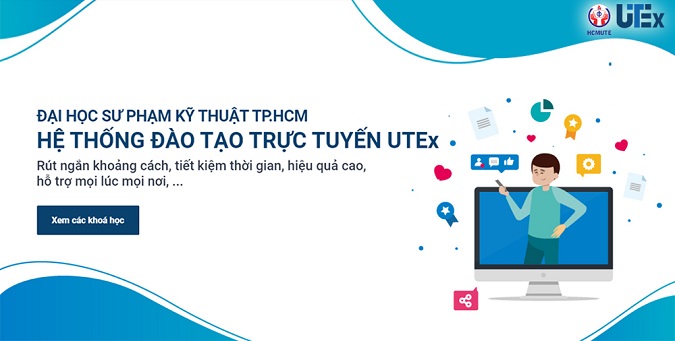 HCMUTE
UTEx
ĐẠI HỌC SƯ PHẠM KỸ THUẬT TP.HCM
HỆ THỐNG ĐÀO TẠO TRỰC TUYẾN UTEx
Rút ngắn khoảng cách, tiết kiệm thời gian, hiệu quả cao,
hỗ trợ mọi lúc mọi nơi, ...
Xem các khoá học